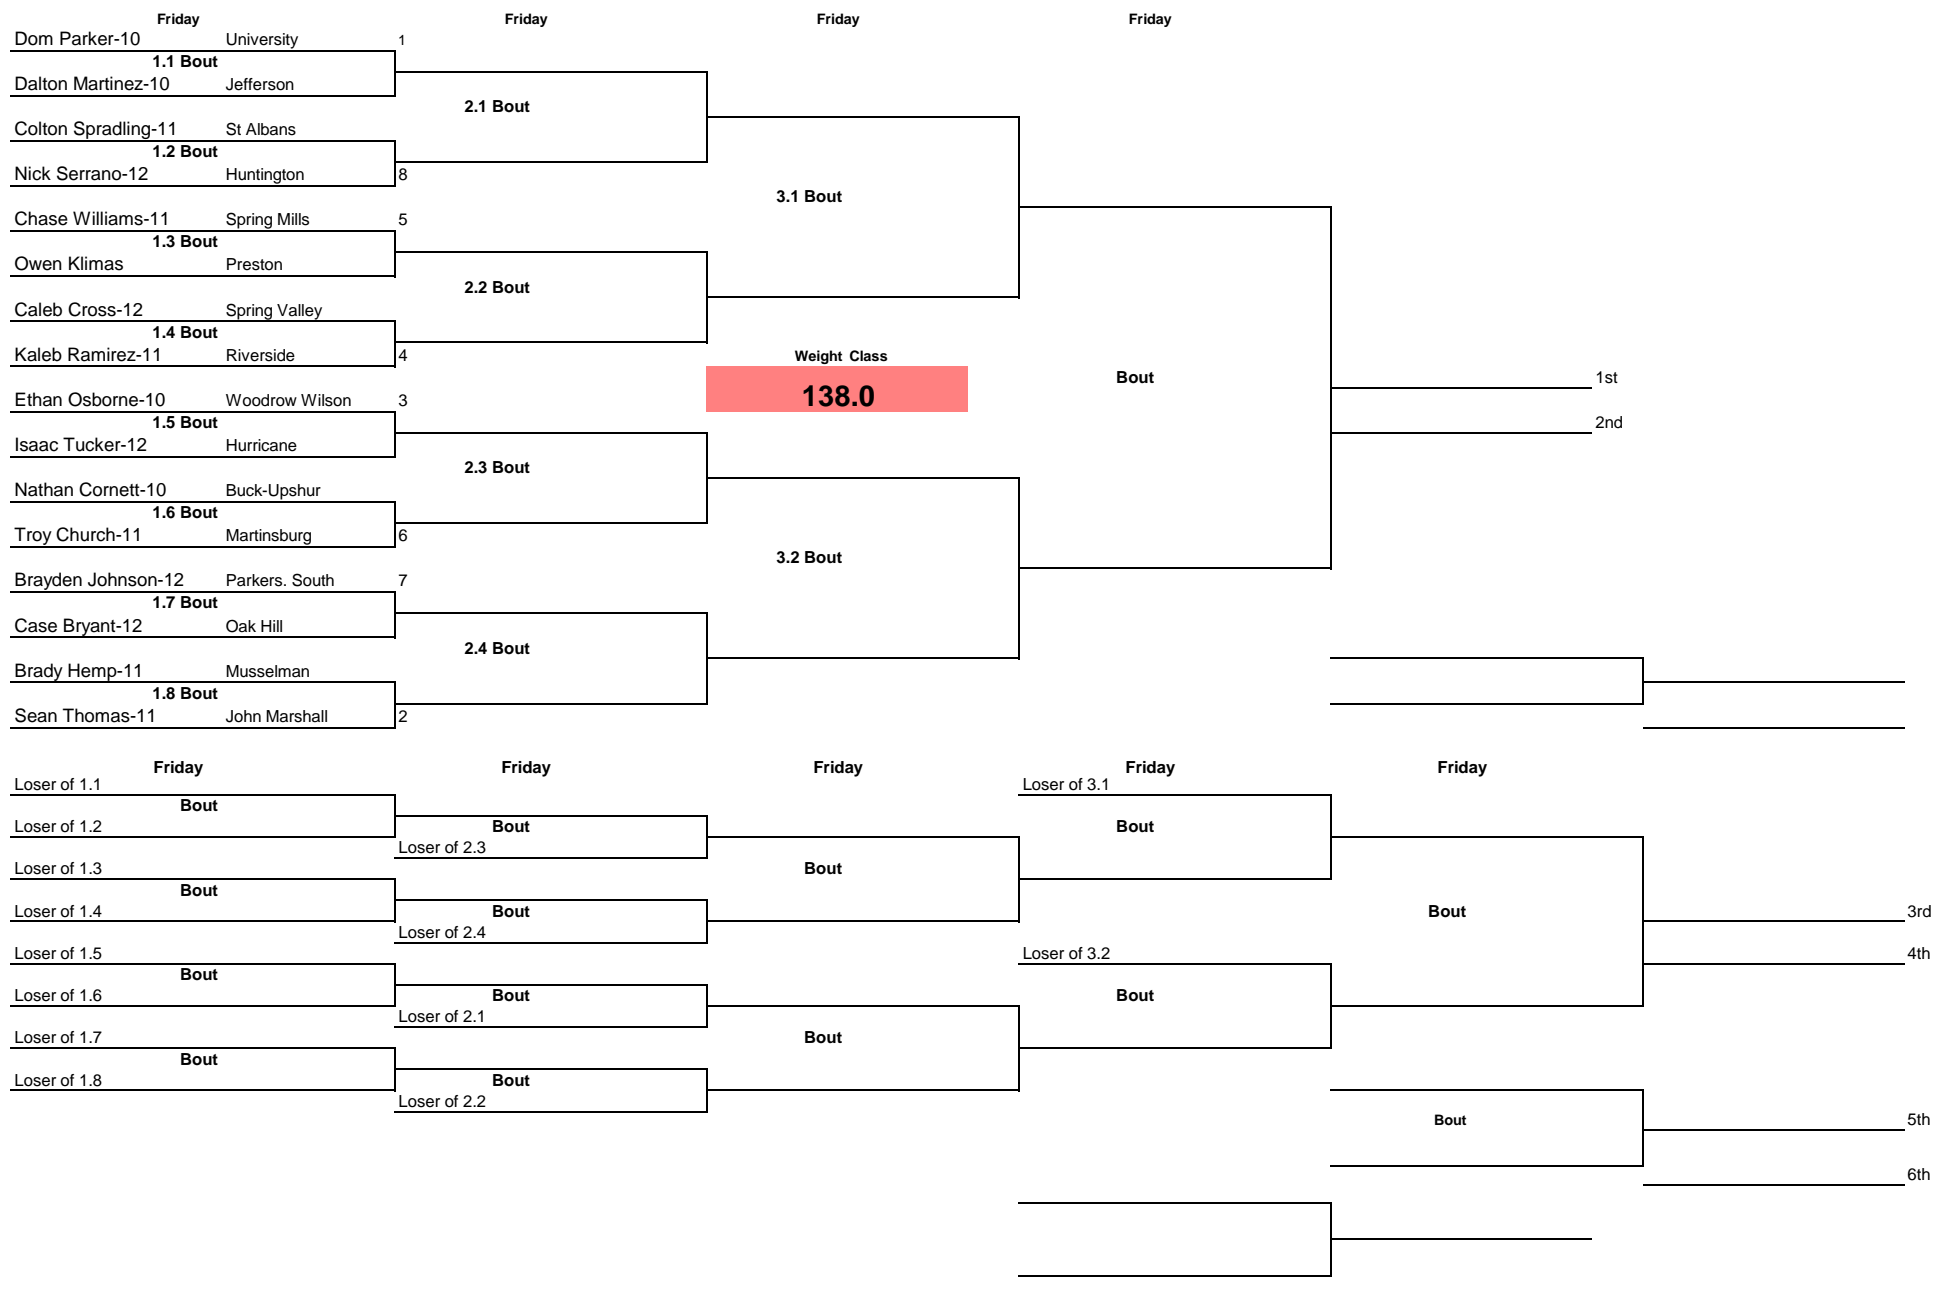 Friday Friday Friday Friday
Dom Parker-10 University 1
1.1 Bout
Dalton Martinez-10 Jefferson
2.1 Bout
Colton Spradling-11 St Albans
1.2 Bout
Nick Serrano-12 Huntington 8
3.1 Bout
Chase Williams-11 Spring Mills 5
1.3 Bout
Owen Klimas Preston
2.2 Bout
Caleb Cross-12 Spring Valley
1.4 Bout
Kaleb Ramirez-11 Riverside 4
Weight Class
Bout
1st
138.0
Ethan Osborne-10 Woodrow Wilson 3
1.5 Bout
2nd
Isaac Tucker-12 Hurricane
2.3 Bout
Nathan Cornett-10 Buck-Upshur
1.6 Bout
Troy Church-11 Martinsburg 6
3.2 Bout
Brayden Johnson-12 Parkers. South 7
1.7 Bout
Case Bryant-12 Oak Hill
2.4 Bout
Brady Hemp-11 Musselman
1.8 Bout
Sean Thomas-11 John Marshall 2
Friday Friday Friday Friday Friday
Loser of 1.1 Loser of 3.1
Bout
Loser of 1.2 Bout Bout
Loser of 2.3
Loser of 1.3 Bout
Bout
Loser of 1.4 Bout Bout 3rd
Loser of 2.4
Loser of 1.5 Loser of 3.2 4th
Bout
Loser of 1.6 Bout Bout
Loser of 2.1
Loser of 1.7 Bout
Bout
Loser of 1.8 Bout
Loser of 2.2
Bout 5th
6th